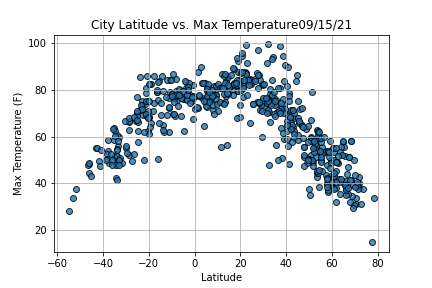 City Latitude vs. Max Temperature09/15/21
100
80
60
40
20
Max Temperature (F)
−60 −40 −20 0 20 40 60 80
Latitude